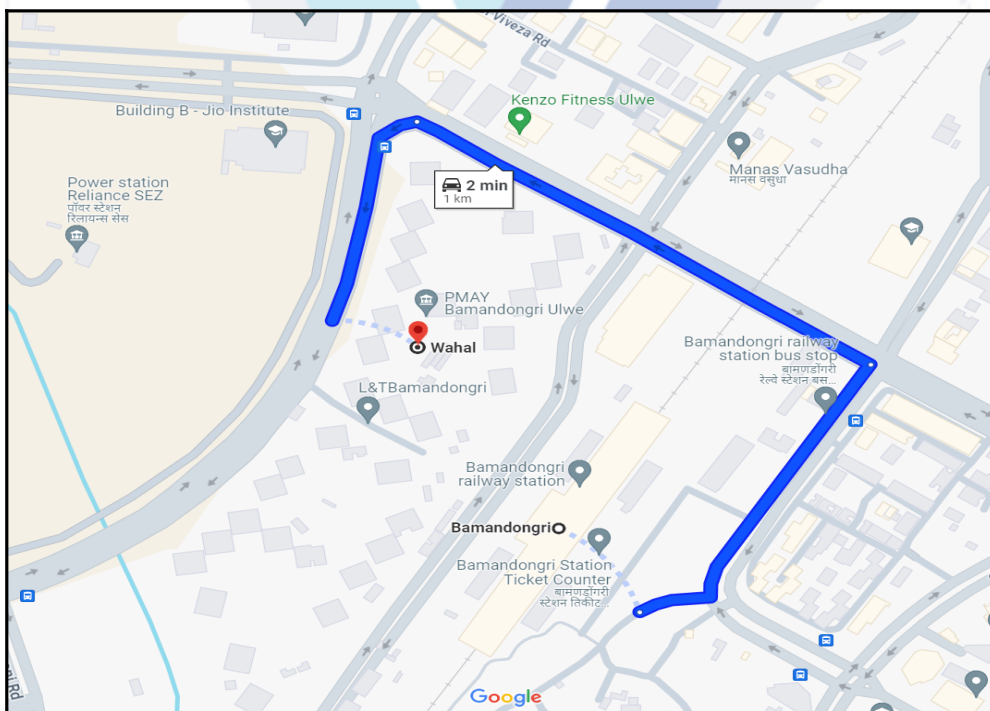 Viveza Rd
Building B - Jio Institute
Kenzo Fitness Ulwe
Manas Vasudha
मानस वसुधा
Power station
Reliance SEZ
पॉवर स्टेशन
रिलायन्स सेस
2 min
1 km
PMAY
Bamandongri Ulwe
Wahal
Bamandongri railway
station bus stop
बामणडोंगरी
रेल्वे स्टेशन बस...
L&TBamandongri
Bamandongri
railway station
Bamandongri
Bamandongri Station
Ticket Counter
बामणडोंगरी
स्टेशन तिकीट...
Rd
Google